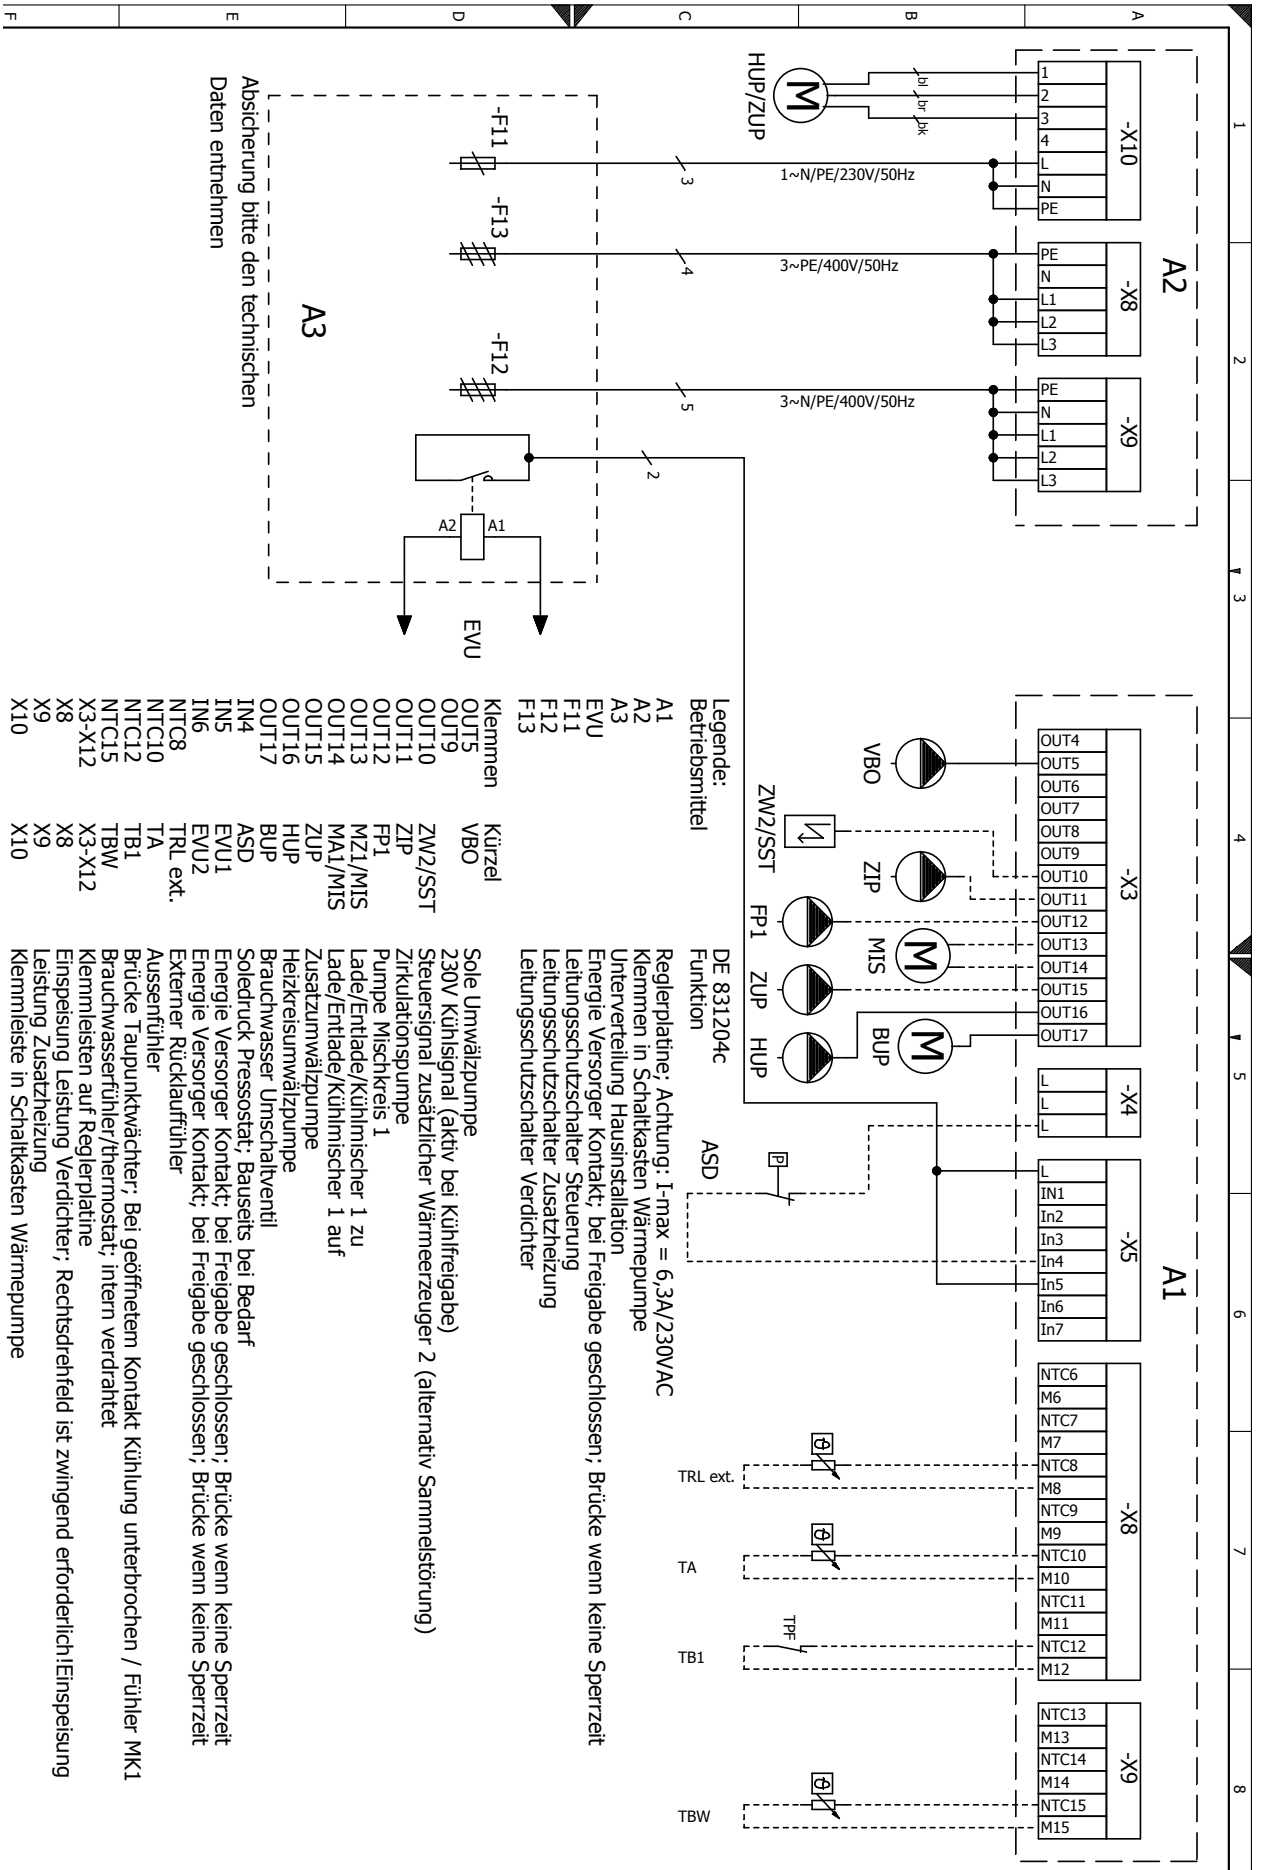 1 2 3 4 5 6 7 8
A
B
C
D
E
F
A2
-X10
1
2
3
4
L
N
PE
-X8
PE
N
L1
L2
L3
-X9
PE
N
L1
L2
L3
bl
br
bk
M
HUP/ZUP
1~N/PE/230V/50Hz
3~PE/400V/50Hz
3~N/PE/400V/50Hz
3
4
5
2
-F11
-F13
-F12
A1
A2
EVU
A3
Absicherung bitte den technischen
Daten entnehmen
A1
-X3
OUT4
OUT5
OUT6
OUT7
OUT8
OUT9
OUT10
OUT11
OUT12
OUT13
OUT14
OUT15
OUT16
OUT17
-X4
L
L
L
-X5
L
IN1
In2
In3
In4
In5
In6
In7
-X8
NTC6
M6
NTC7
M7
NTC8
M8
NTC9
M9
NTC10
M10
NTC11
M11
NTC12
M12
-X9
NTC13
M13
NTC14
M14
NTC15
M15
VBO
ZW2/SST
ZIP
FP1
M
MIS
ZUP
HUP
M
BUP
P
ASD
ϑ
TRL ext.
ϑ
TA
TPF
TB1
ϑ
TBW
Legende: DE 831204c
Betriebsmittel Funktion
A1 Reglerplatine; Achtung: I-max = 6,3A/230VAC
A2 Klemmen in Schaltkasten Wärmepumpe
A3 Unterverteilung Hausinstallation
EVU Energie Versorger Kontakt; bei Freigabe geschlossen; Brücke wenn keine Sperrzeit
F11 Leitungsschutzschalter Steuerung
F12 Leitungsschutzschalter Zusatzheizung
F13 Leitungsschutzschalter Verdichter
Klemmen Kürzel
OUT5 VBO Sole Umwälzpumpe
OUT9 230V Kühlsignal (aktiv bei Kühlfreigabe)
OUT10 ZW2/SST Steuersignal zusätzlicher Wärmeerzeuger 2 (alternativ Sammelstörung)
OUT11 ZIP Zirkulationspumpe
OUT12 FP1 Pumpe Mischkreis 1
OUT13 MZ1/MIS Lade/Entlade/Kühlmischer 1 zu
OUT14 MA1/MIS Lade/Entlade/Kühlmischer 1 auf
OUT15 ZUP Zusatzumwälzpumpe
OUT16 HUP Heizkreisumwälzpumpe
OUT17 BUP Brauchwasser Umschaltventil
IN4 ASD Soledruck Pressostat; Bauseits bei Bedarf
IN5 EVU1 Energie Versorger Kontakt; bei Freigabe geschlossen; Brücke wenn keine Sperrzeit
IN6 EVU2 Energie Versorger Kontakt; bei Freigabe geschlossen; Brücke wenn keine Sperrzeit
NTC8 TRL ext. Externer Rücklauffühler
NTC10 TA Aussenfühler
NTC12 TB1 Brücke Taupunktwächter; Bei geöffnetem Kontakt Kühlung unterbrochen / Fühler MK1
NTC15 TBW Brauchwasserfühler/thermostat; intern verdrahtet
X3-X12 X3-X12 Klemmleisten auf Reglerplatine
X8 X8 Einspeisung Leistung Verdichter; Rechtsdrehfeld ist zwingend erforderlich!Einspeisung
X9 X9 Leistung Zusatzheizung
X10 X10 Klemmleiste in Schaltkasten Wärmepumpe